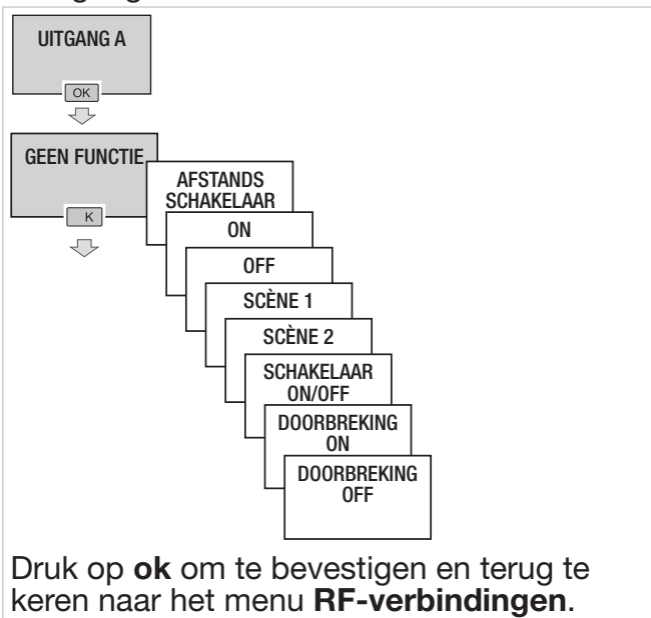 UITGANG A
OK
GEEN FUNCTIE
K
AFSTANDS
SCHAKELAAR
ON
OFF
SCÈNE 1
SCÈNE 2
SCHAKELAAR
ON/OFF
DOORBREKING
ON
DOORBREKING
OFF
Druk op ok om te bevestigen en terug te
keren naar het menu RF-verbindingen.